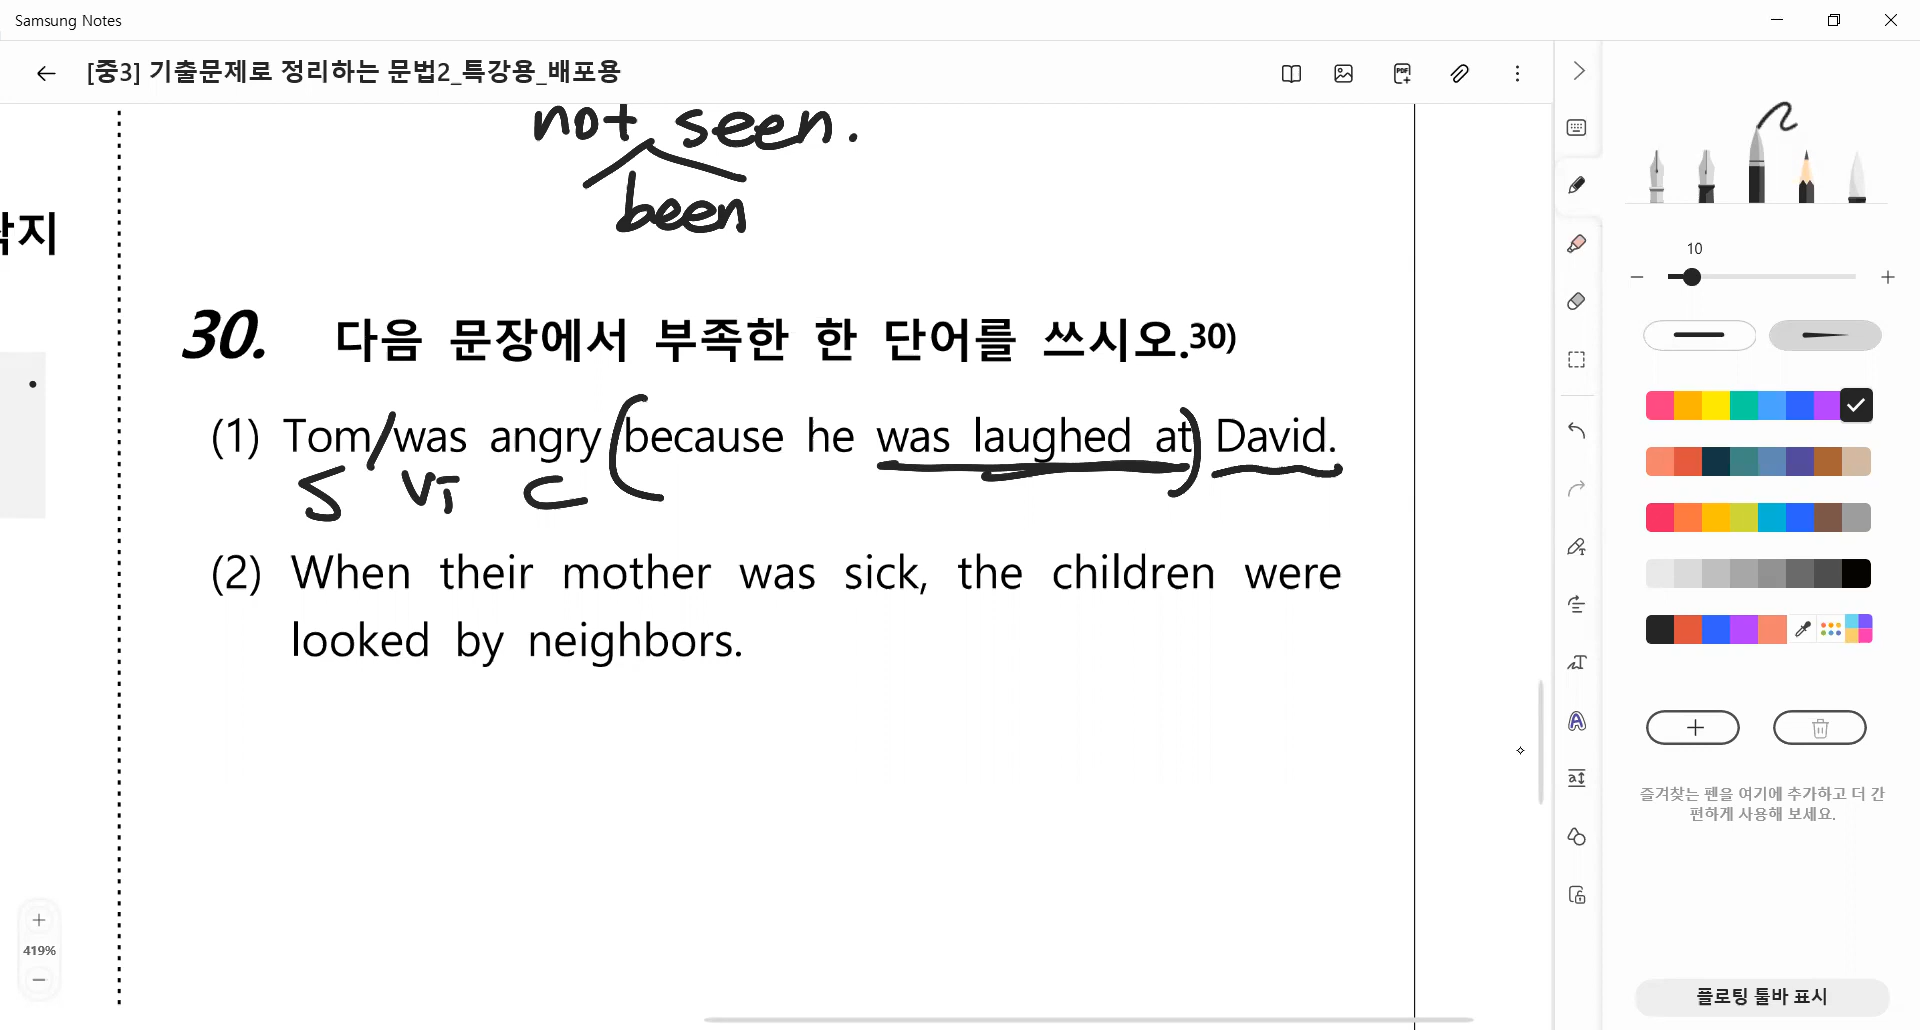 Samsung Notes
[중3] 기출문제로 정리하는 문법2_특강용_배포용
not seen.
been
30. 다음 문장에서 부족한 한 단어를 쓰시오.30)
(1) Tom/was angry (because he was laughed at) David.
S VI C
(2) When their mother was sick, the children were
looked by neighbors.
419%
10
즐겨찾는 펜을 여기에 추가하고 더 간
편하게 사용해 보세요.
플로팅 툴바 표시